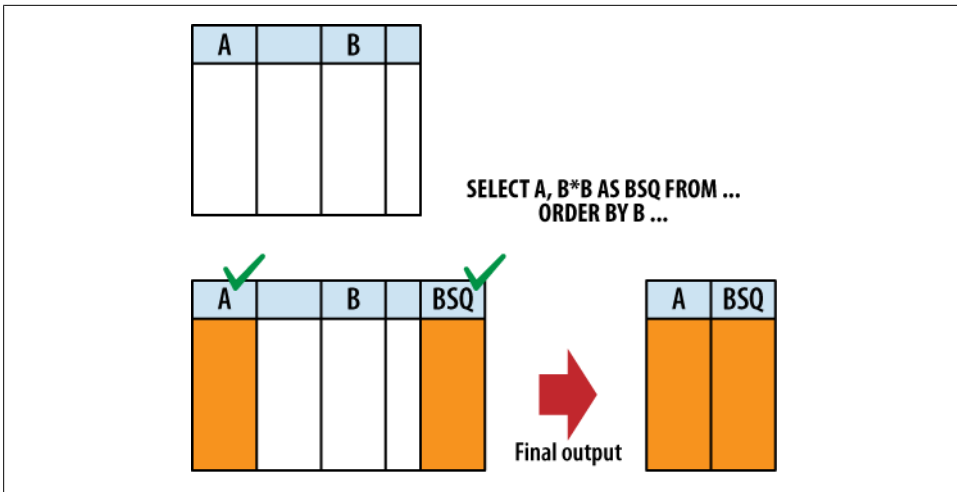 A B
SELECT A, B*B AS BSQ FROM ...
ORDER BY B ...
A B BSQ
A BSQ
Final output